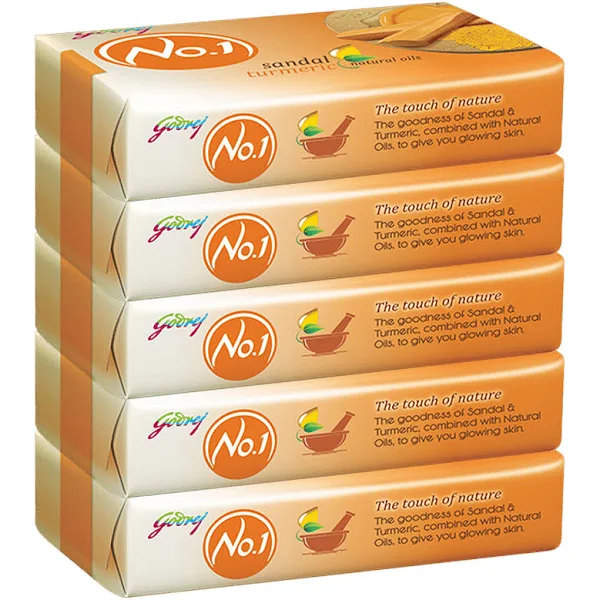 No.1
sandal
turmeric natural oils
Godrej
No.1
The touch of nature
The goodness of Sandal &
Turmeric, combined with Natural
Oils, to give you glowing skin.
Godrej
No.1
The touch of nature
The goodness of Sandal &
Turmeric, combined with Natural
Oils, to give you glowing skin.
Godrej
No.1
The touch of nature
The goodness of Sandal &
Turmeric, combined with Natural
Oils, to give you glowing skin.
Godrej
No.1
The touch of nature
The goodness of Sandal &
Turmeric, combined with Natural
Oils, to give you glowing skin.
Godrej
No.1
The touch of nature
The goodness of Sandal &
Turmeric, combined with Natural
Oils, to give you glowing skin.